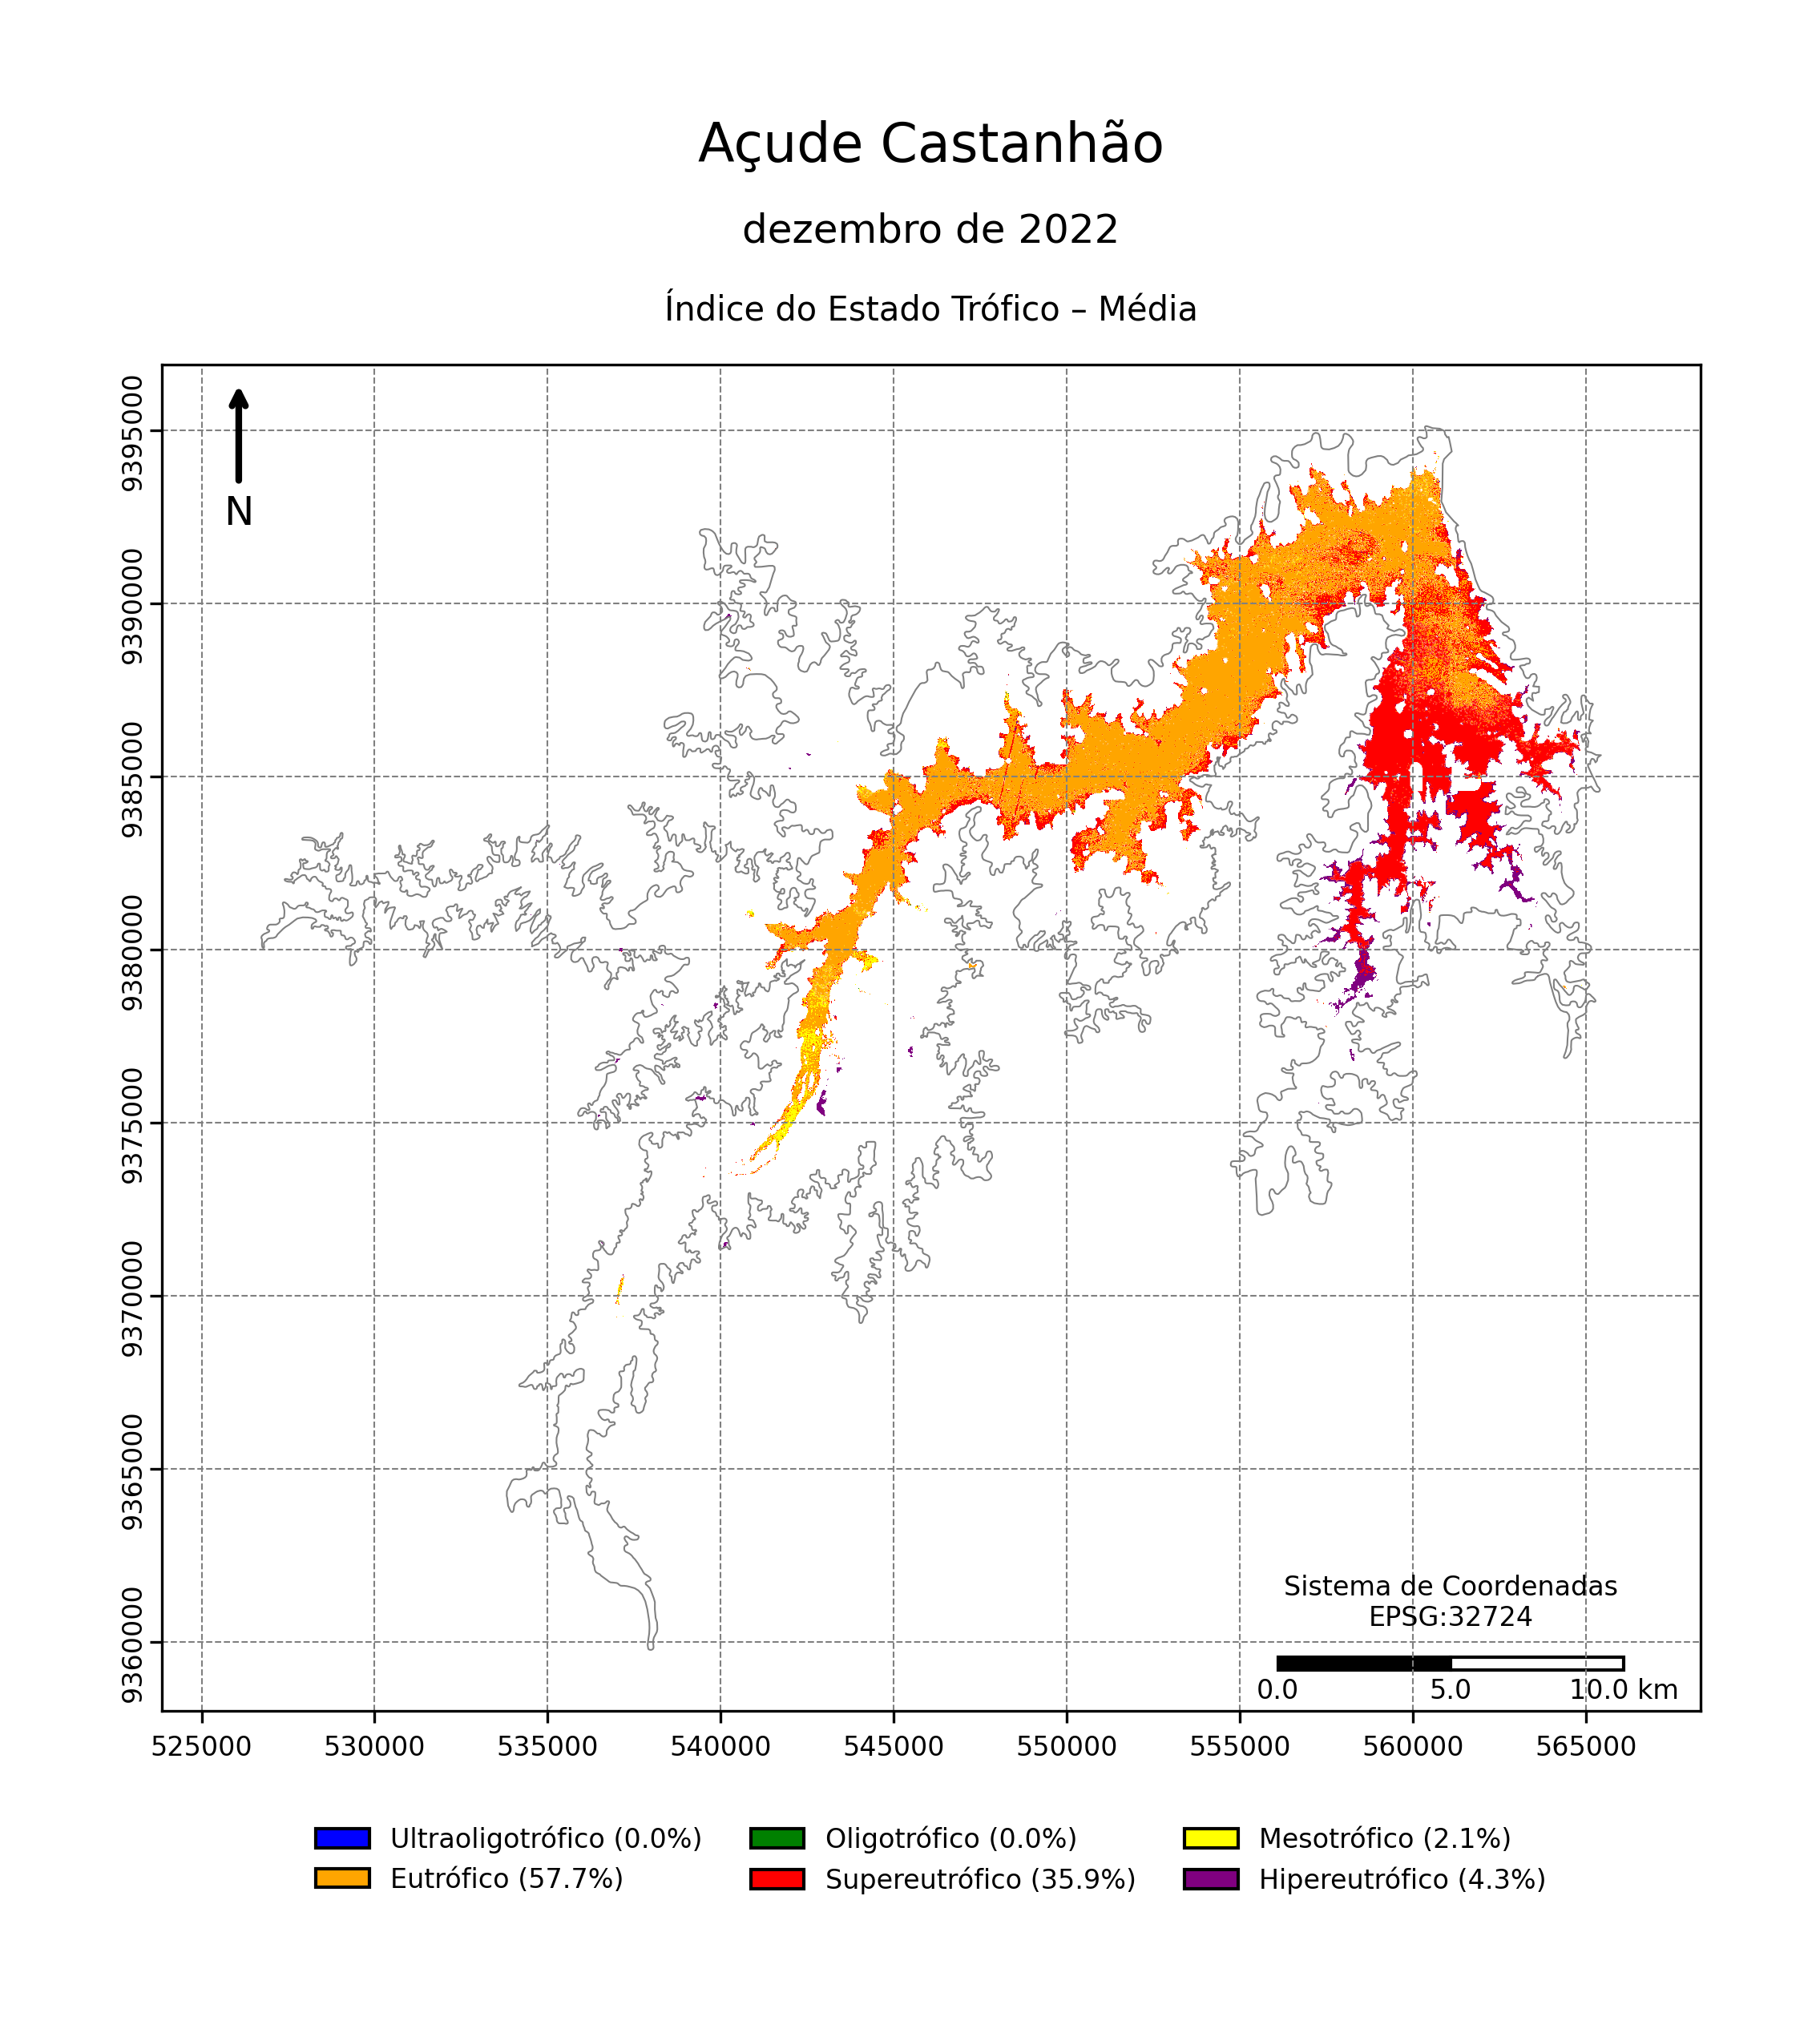 Açude Castanhão
dezembro de 2022
Índice do Estado Trófico – Média
N
9395000
9390000
9385000
9380000
9375000
9370000
9365000
9360000
Sistema de Coordenadas
EPSG:32724
0.0 5.0 10.0 km
525000 530000 535000 540000 545000 550000 555000 560000 565000
Ultraoligotrófico (0.0%) Oligotrófico (0.0%) Mesotrófico (2.1%)
Eutrófico (57.7%) Supereutrófico (35.9%) Hipereutrófico (4.3%)